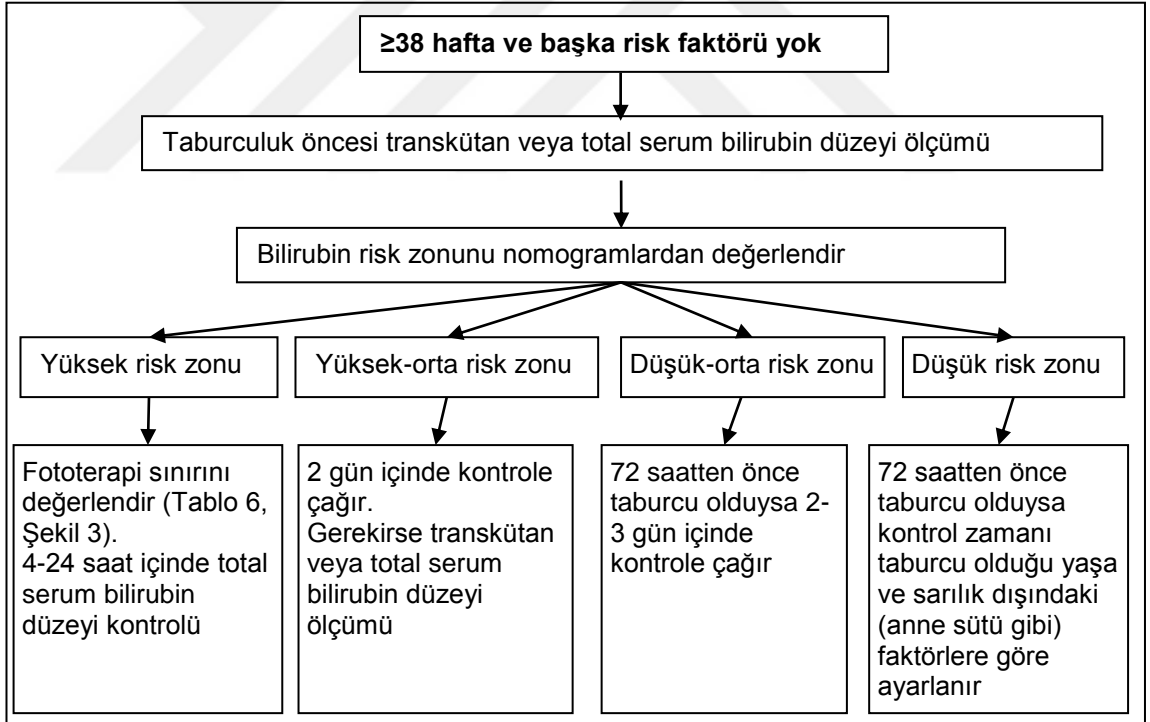 ≥38 hafta ve başka risk faktörü yok
Taburculuk öncesi transkütan veya total serum bilirubin düzeyi ölçümü
Bilirubin risk zonunu nomogramlardan değerlendir
Yüksek risk zonu
Yüksek-orta risk zonu
Düşük-orta risk zonu
Düşük risk zonu
Fototerapi sınırını
değerlendir (Tablo 6,
Şekil 3).
4-24 saat içinde total
serum bilirubin
düzeyi kontrolü
2 gün içinde kontrole
çağır.
Gerekirse transkütan
veya total serum
bilirubin düzeyi
ölçümü
72 saatten önce
taburcu olduysa 2-
3 gün içinde
kontrole çağır
72 saatten önce
taburcu olduysa
kontrol zamanı
taburcu olduğu yaşa
ve sarılık dışındaki
(anne sütü gibi)
faktörlere göre
ayarlanır